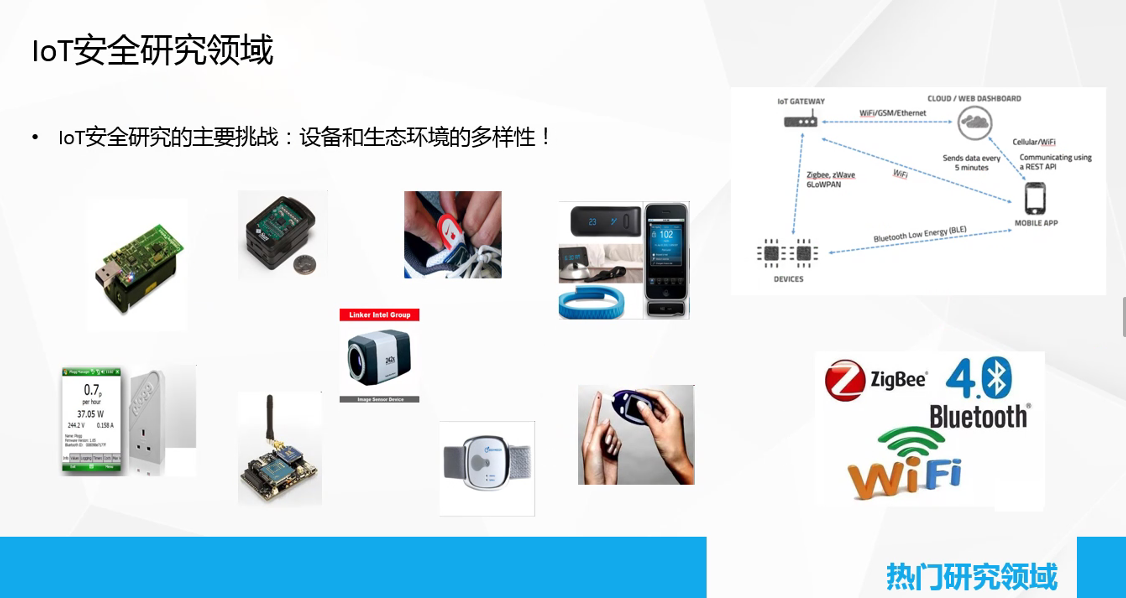 IoT安全研究领域
• IoT安全研究的主要挑战：设备和生态环境的多样性！
IoT GATEWAY
CLOUD / WEB DASHBOARD
WiFi/GSM/Ethernet
Cellular/WiFi
Sends data every
5 minutes
Communicating using
a REST API
Zigbee, zWave
6LoWPAN
WiFi
MOBILE APP
Bluetooth Low Energy (BLE)
DEVICES
23
102
Linker Intel Group
242x
Image Sensor Device
0.7p
per hour
37.05 W
244.2 V 0.158 A
ZigBee®
4.0
Bluetooth®
WiFi
热门研究领域